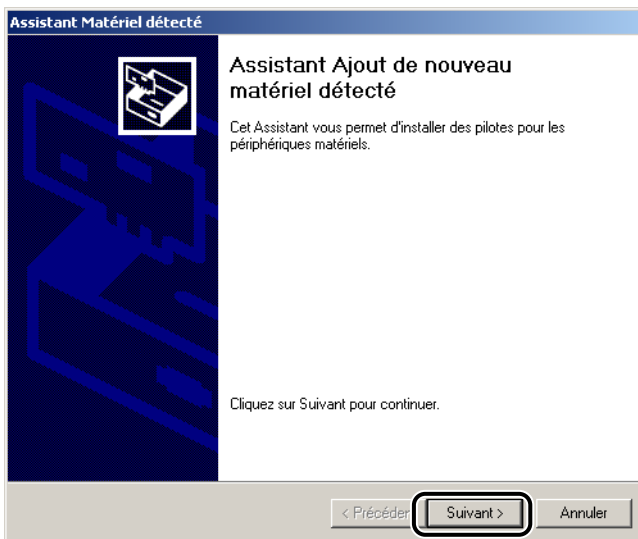 Assistant Matériel détecté
Assistant Ajout de nouveau
matériel détecté
Cet Assistant vous permet d'installer des pilotes pour les
périphériques matériels.
Cliquez sur Suivant pour continuer.
< Précéden Suivant > Annuler